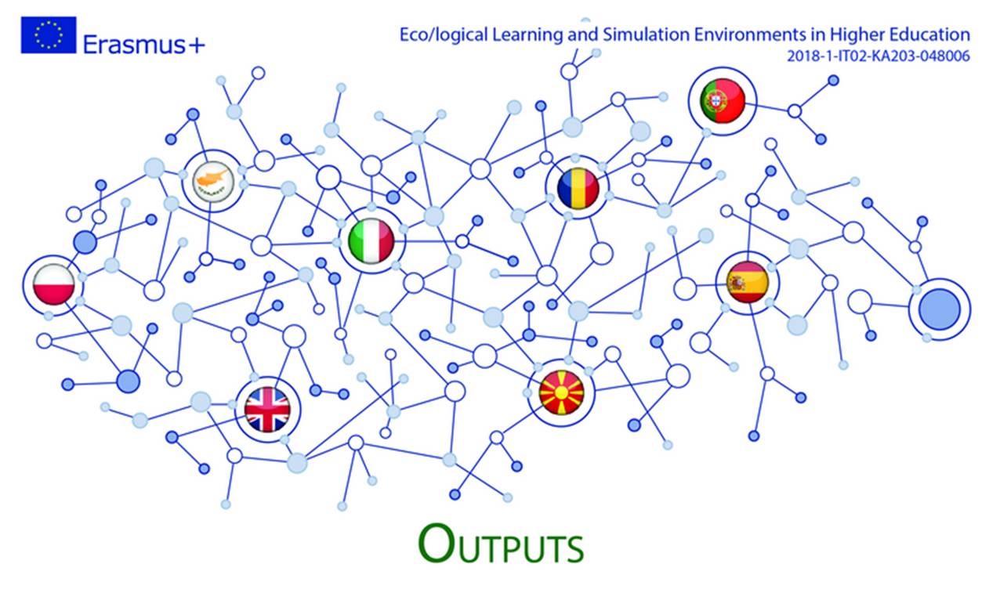 Erasmus+
Eco/logical Learning and Simulation Environments in Higher Education
2018-1-IT02-KA203-048006
OUTPUTS